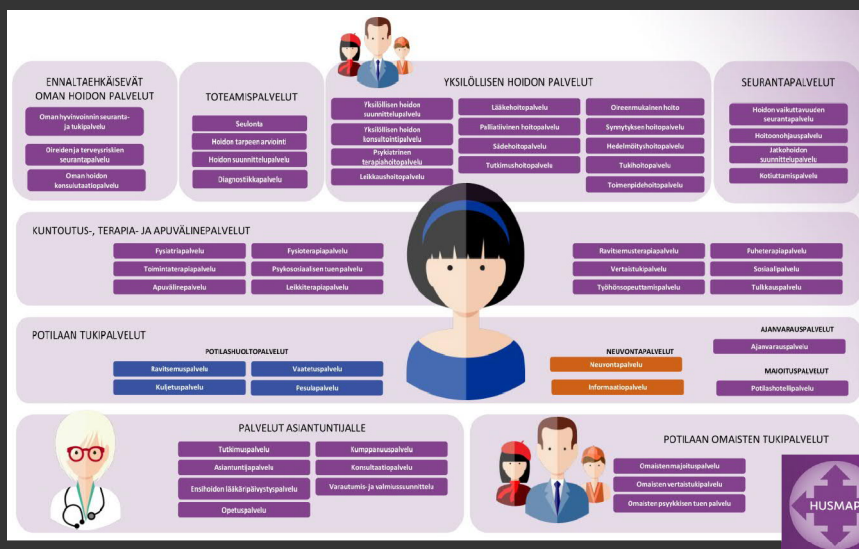 ENNALTAEHKÄISEVÄT
OMAN HOIDON PALVELUT
Oman hyvinvoinnin seuranta-
ja tukipalvelu
Oireiden ja terveysriskien
seurantapalvelu
Oman hoidon
konsultaatiopalvelu
TOTEAMISPALVELUT
Seulonta
Hoidon tarpeen arviointi
Hoidon suunnittelupalvelu
Diagnostiikkapalvelu
YKSILÖLLISEN HOIDON PALVELUT
Yksilöllisen hoidon
suunnittelupalvelu
Yksilöllisen hoidon
konsultointipalvelu
Psykiatrinen
terapiahoitopalvelu
Leikkaushoitopalvelu
Lääkehoitopalvelu
Palliatiivinen hoitopalvelu
Sädehoitopalvelu
Tutkimushoitopalvelu
Oireenmukainen hoito
Synnytyksen hoitopalvelu
Hedelmöityshoitopalvelu
Tukihoitopalvelu
Toimenpidehoitopalvelu
SEURANTAPALVELUT
Hoidon vaikuttavuuden
seurantapalvelu
Hoitoonohjauspalvelu
Jatkohoidon
suunnittelupalvelu
Kotiuttamispalvelu
KUNTOUTUS-, TERAPIA- JA APUVÄLINEPALVELUT
Fysiatriapalvelu
Toimintaterapiapalvelu
Apuvälinepalvelu
Fysioterapiapalvelu
Psykososiaalisen tuen palvelu
Leikkiterapiapalvelu
Ravitsemusterapiapalvelu
Vertaistukipalvelu
Työhönsopeuttamispalvelu
Puheterapiapalvelu
Sosiaalipalvelu
Tulkkauspalvelu
POTILAAN TUKIPALVELUT
POTILASHUOLTOPALVELUT
Ravitsemuspalvelu
Kuljetuspalvelu
Vaatetuspalvelu
Pesulapalvelu
NEUVONTAPALVELUT
Neuvontapalvelu
Informaatiopalvelu
AJANVARAUSPALVELUT
Ajanvarauspalvelu
MAJOITUSPALVELUT
Potilashotellipalvelu
PALVELUT ASIANTUNTIJALLE
Tutkimuspalvelu
Asiantuntijapalvelu
Ensihoidon lääkäripäivystyspalvelu
Opetuspalvelu
Kumppanuuspalvelu
Konsultaatiopalvelu
Varautumis- ja valmiussuunnittelu
POTILAAN OMAISTEN TUKIPALVELUT
Omaisten majoituspalvelu
Omaisten vertaistukipalvelu
Omaisten psyykkisen tuen palvelu
HUSMAP